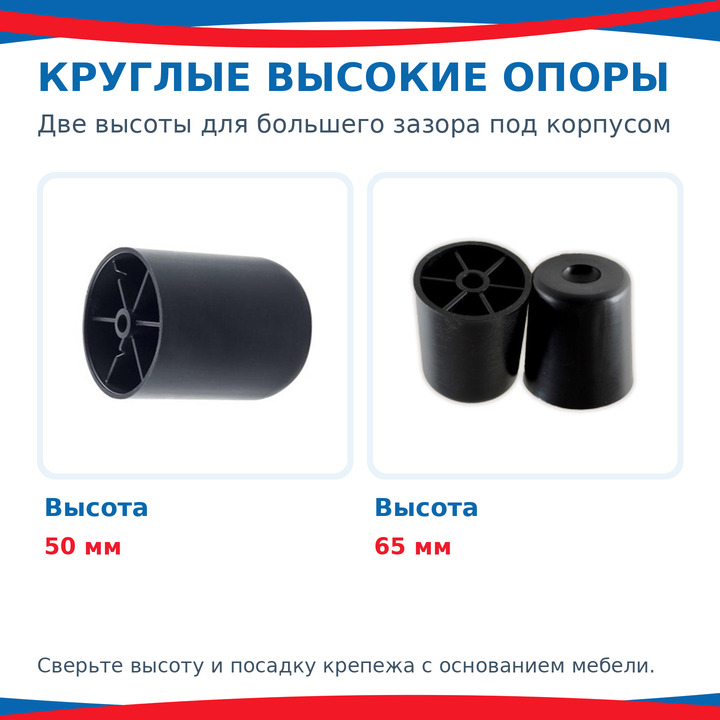 КРУГЛЫЕ ВЫСОКИЕ ОПОРЫ
Две высоты для большего зазора под корпусом
Высота
50 мм
Высота
65 мм
Сверьте высоту и посадку крепежа с основанием мебели.